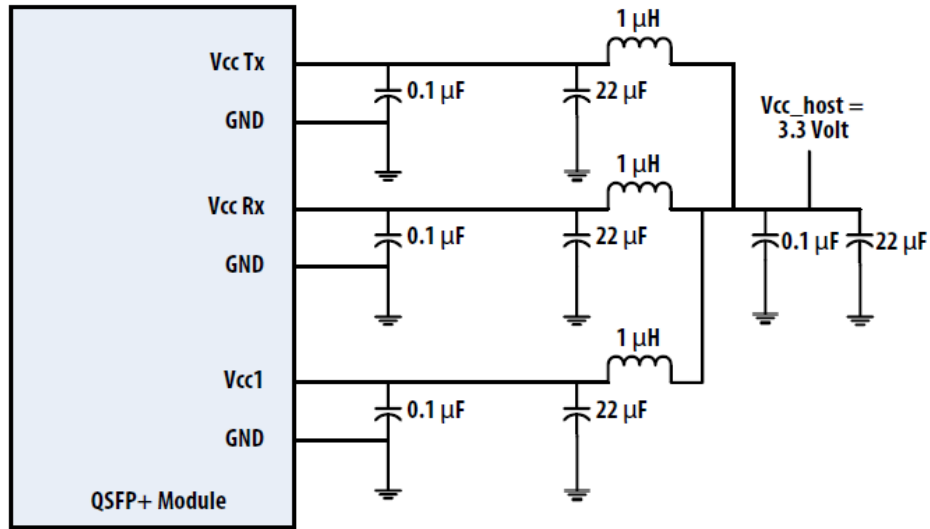 1 µH
Vcc Tx
0.1 µF
22 µF
GND
Vcc_host =
3.3 Volt
1 µH
Vcc Rx
0.1 µF
22 µF
0.1 µF
22 µF
GND
1 µH
Vcc1
0.1 µF
22 µF
GND
QSFP+ Module